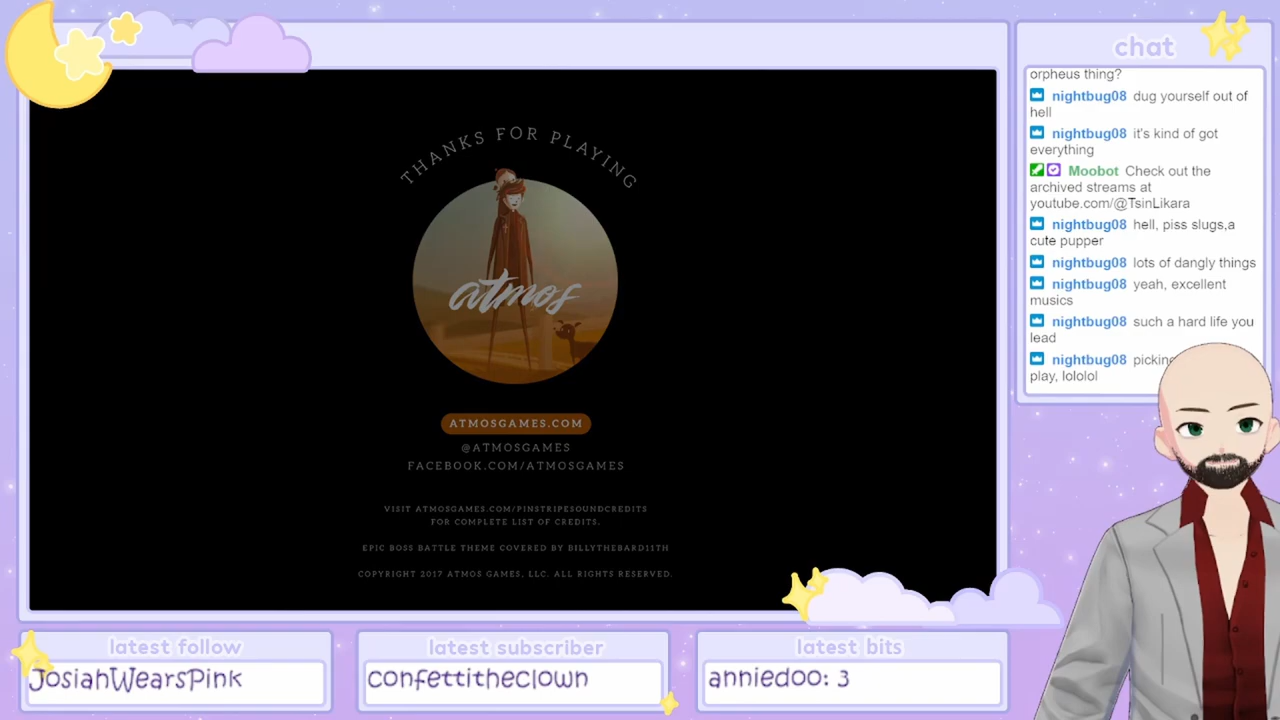 THANKS FOR PLAYING
atmos
ATMOSGAMES.COM
@ATMOSGAMES
FACEBOOK.COM/ATMOSGAMES
VISIT ATMOSGAMES.COM/PINSTRIPESOUNDCREDITS
FOR COMPLETE LIST OF CREDITS.
EPIC BOSS BATTLE THEME COVERED BY BILLYTHEBARD11TH
COPYRIGHT 2017 ATMOS GAMES, LLC. ALL RIGHTS RESERVED.
chat
orpheus thing?
nightbug08 dug yourself out of
hell
nightbug08 it's kind of got
everything
Moobot Check out the
archived streams at
youtube.com/@TsinLikara
nightbug08 hell, piss slugs,a
cute pupper
nightbug08 lots of dangly things
nightbug08 yeah, excellent
musics
nightbug08 such a hard life you
lead
nightbug08
play, lololol
latest follow
JosiahWearsPink
latest subscriber
confettitheclown
latest bits
anniedoo: 3